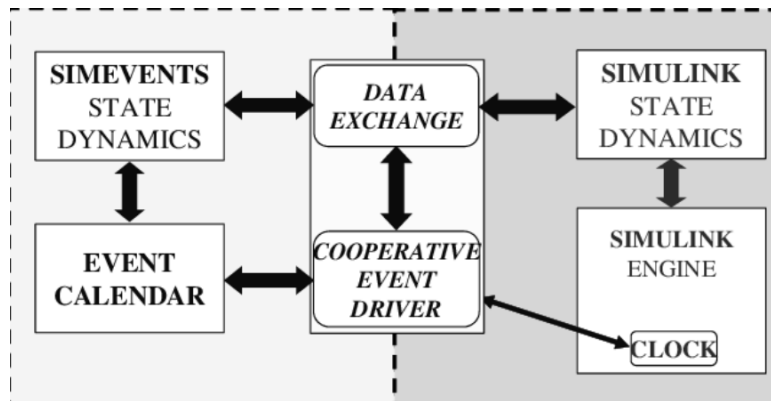 SIMEVENTS
STATE
DYNAMICS
DATA
EXCHANGE
SIMULINK
STATE
DYNAMICS
EVENT
CALENDAR
COOPERATIVE
EVENT
DRIVER
SIMULINK
ENGINE
CLOCK